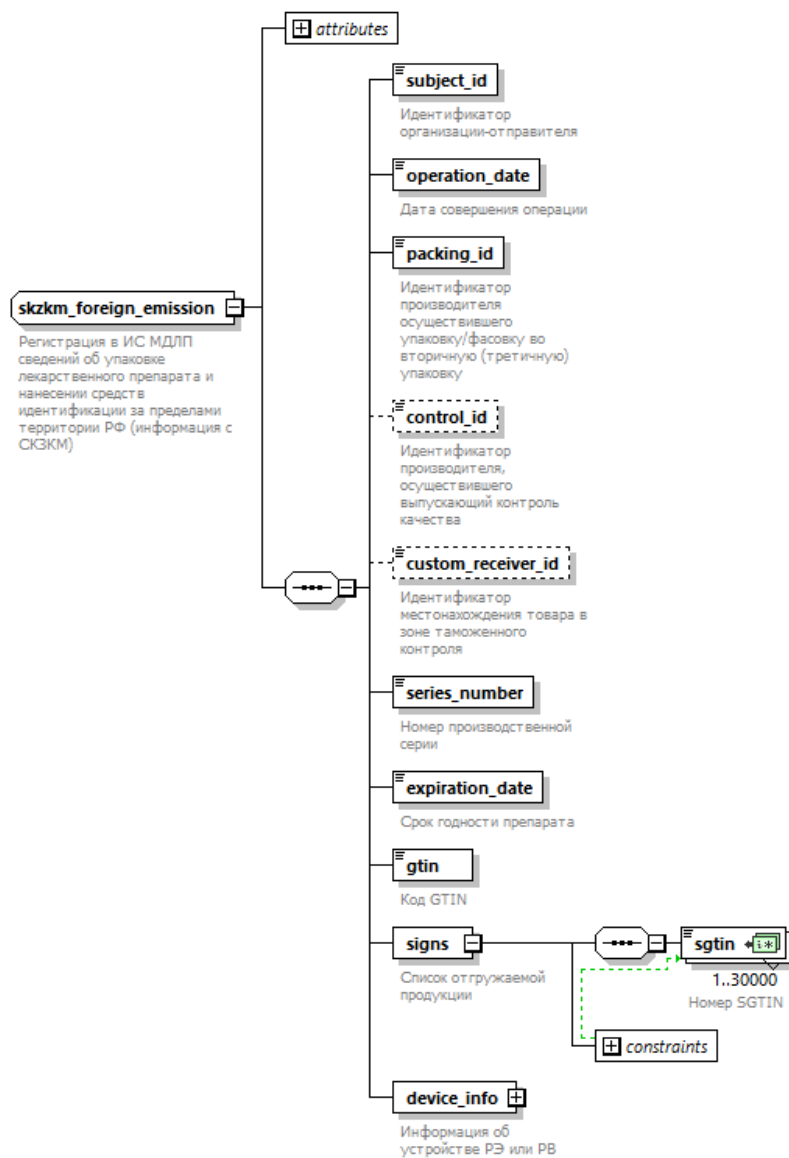 attributes
subject_id
Идентификатор
организации-отправителя
operation_date
Дата совершения операции
packing_id
Идентификатор
производителя
осуществившего
упаковку/фасовку во
вторичную (третичную)
упаковку
skzkm_foreign_emission
Регистрация в ИС МДЛП
сведений об упаковке
лекарственного препарата и
нанесении средств
идентификации за пределами
территории РФ (информация с
СКЗКМ)
control_id
Идентификатор
производителя,
осуществившего
выпускающий контроль
качества
custom_receiver_id
Идентификатор
местонахождения товара в
зоне таможенного
контроля
series_number
Номер производственной
серии
expiration_date
Срок годности препарата
gtin
Код GTIN
signs
Список отгружаемой
продукции
sgtin
1..30000
Номер SGTIN
constraints
device_info
Информация об
устройстве РЭ или РВ